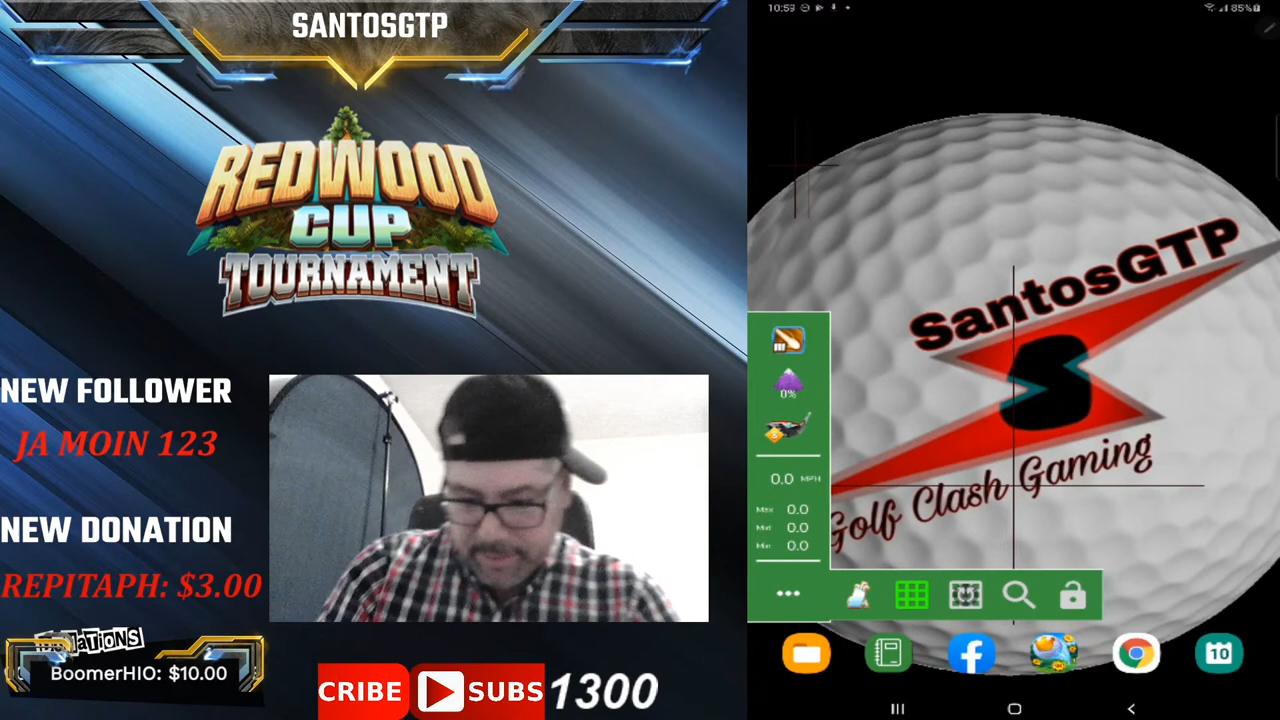 SANTOSGTP
REDWOOD
CUP
TOURNAMENT
NEW FOLLOWER
JA MOIN 123
NEW DONATION
REPITAPH: $3.00
BoomerHIO: $10.00
CRIBE
SUBS
1300
10:59
85%
SantosGTP
S
Golf Clash Gaming
0%
5
0.0 MPH
Max 0.0
Mid 0.0
Min 0.0
10